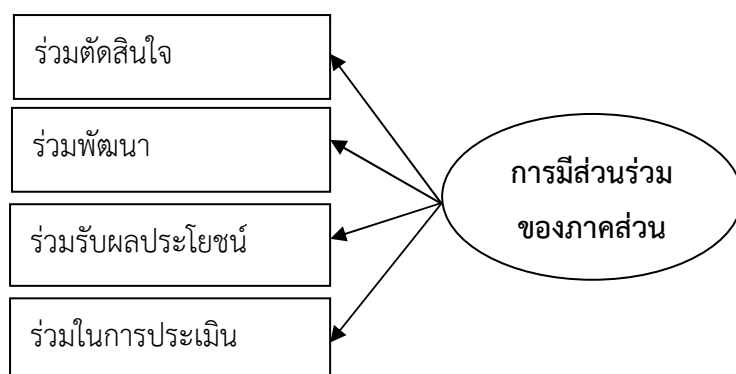 ร่วมตัดสินใจ
ร่วมพัฒนา
ร่วมรับผลประโยชน์
ร่วมในการประเมิน
การมีส่วนร่วม
ของภาคส่วน